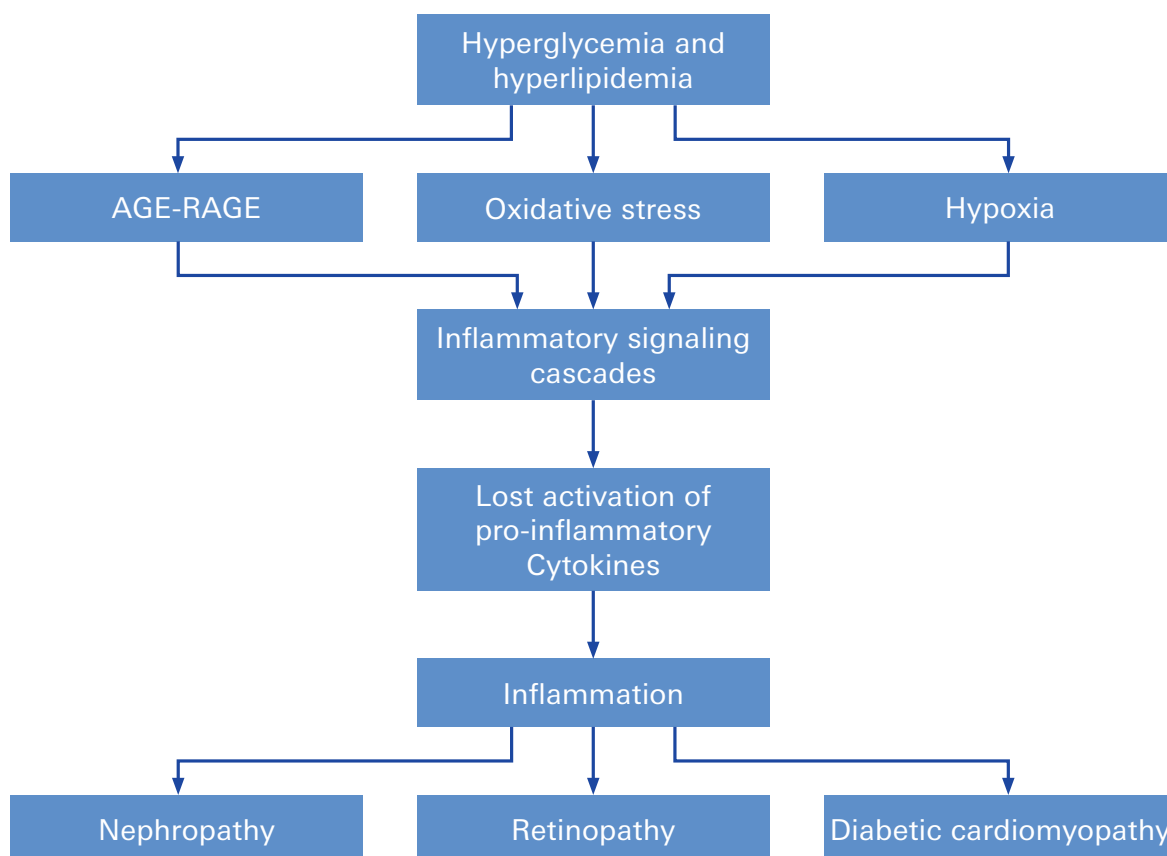 Hyperglycemia and
hyperlipidemia
AGE-RAGE
Oxidative stress
Hypoxia
Inflammatory signaling
cascades
Lost activation of
pro-inflammatory
Cytokines
Inflammation
Nephropathy
Retinopathy
Diabetic cardiomyopathy